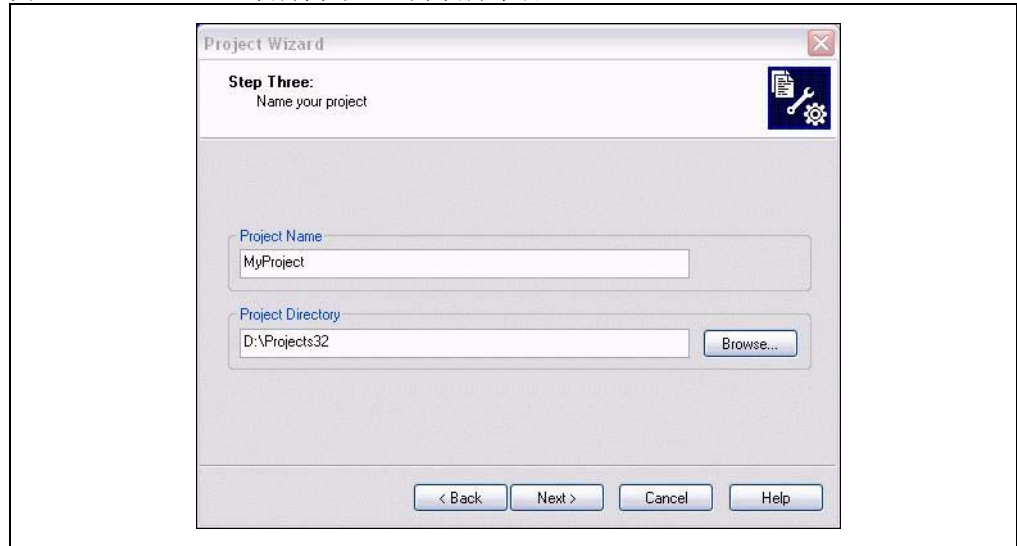 Project Wizard
Step Three:
Name your project
Project Name
MyProject
Project Directory
D:\Projects32
Browse...
< Back
Next >
Cancel
Help